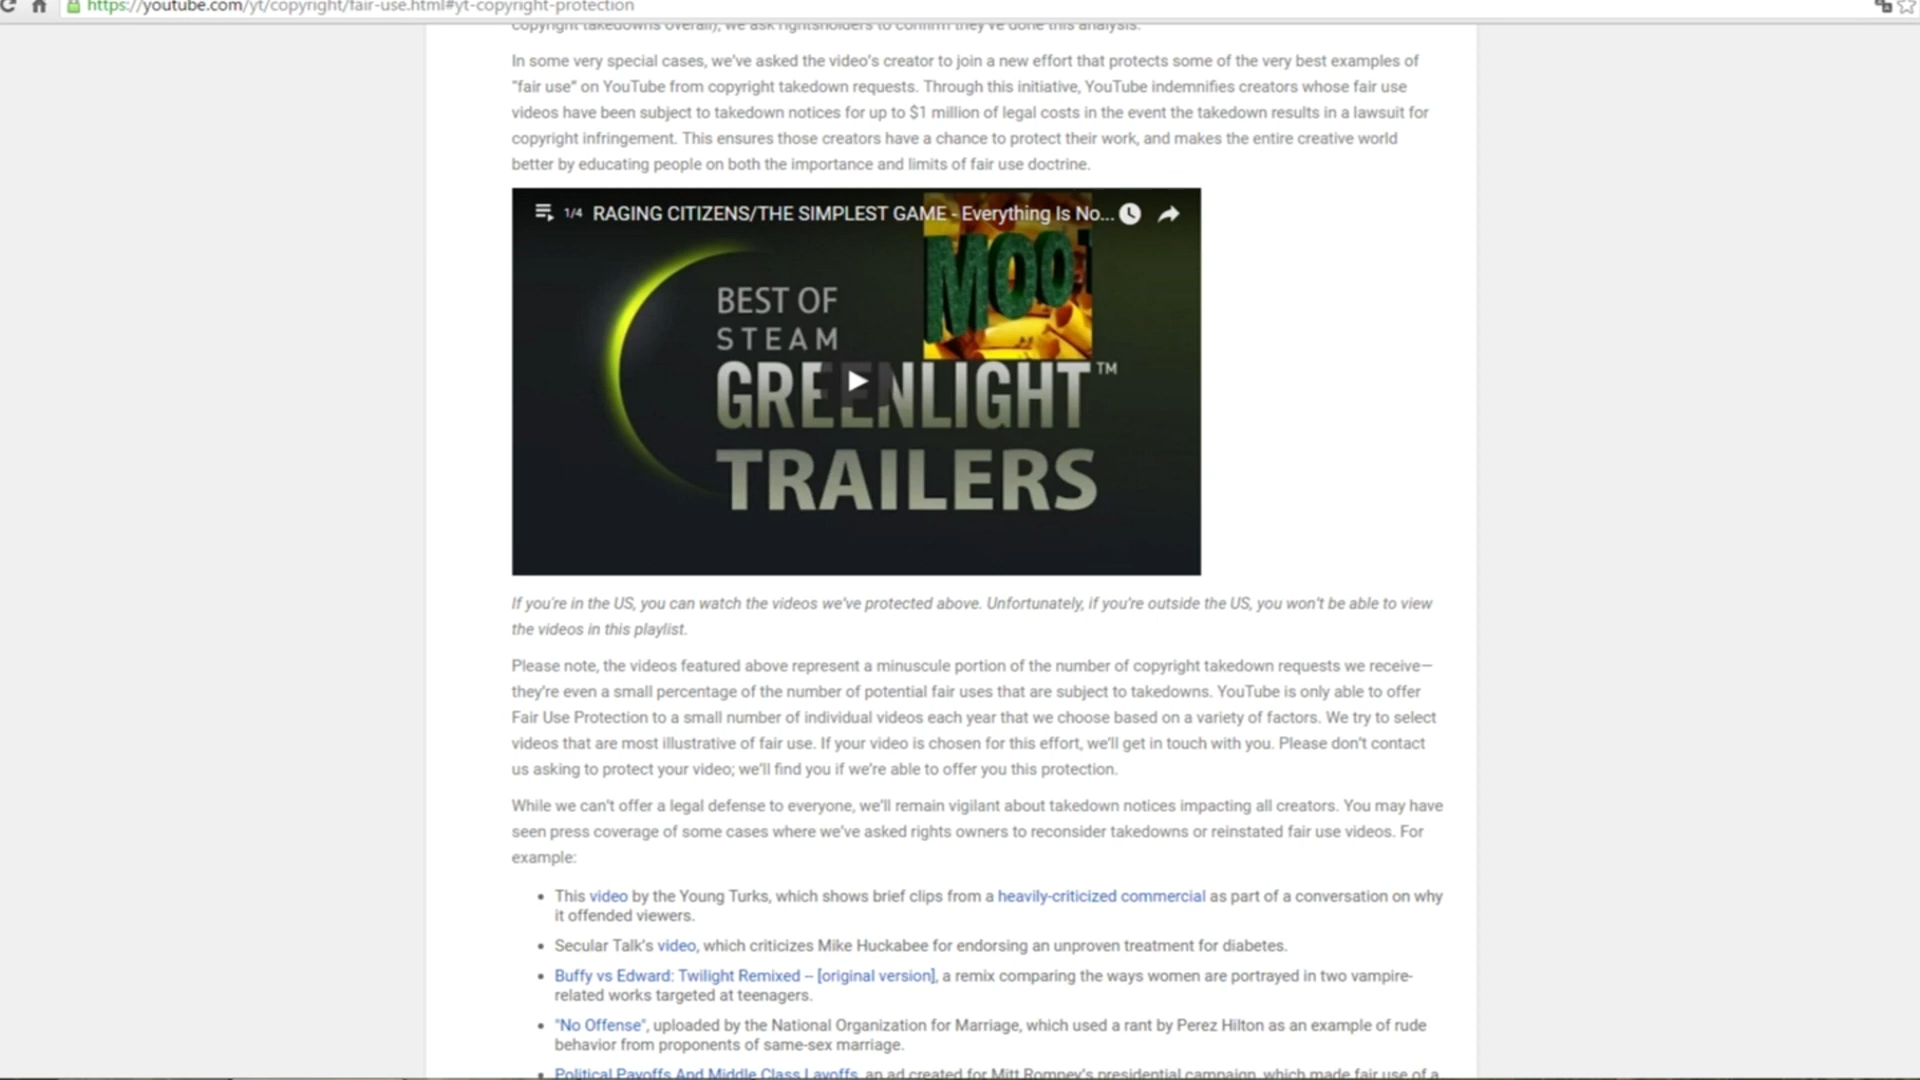 https://youtube.com/yt/copyright/fair-use.html#yt-copyright-protection
copyright takedowns overall), we ask rightsholders to confirm they've done this analysis.
In some very special cases, we've asked the video's creator to join a new effort that protects some of the very best examples of
"fair use" on YouTube from copyright takedown requests. Through this initiative, YouTube indemnifies creators whose fair use
videos have been subject to takedown notices for up to $1 million of legal costs in the event the takedown results in a lawsuit for
copyright infringement. This ensures those creators have a chance to protect their work, and makes the entire creative world
better by educating people on both the importance and limits of fair use doctrine.
1/4 RAGING CITIZENS/THE SIMPLEST GAME - Everything Is No...
MOO
BEST OF
STEAM
GREENLIGHT™
TRAILERS
If you're in the US, you can watch the videos we've protected above. Unfortunately, if you're outside the US, you won't be able to view
the videos in this playlist.
Please note, the videos featured above represent a minuscule portion of the number of copyright takedown requests we receive—
they're even a small percentage of the number of potential fair uses that are subject to takedowns. YouTube is only able to offer
Fair Use Protection to a small number of individual videos each year that we choose based on a variety of factors. We try to select
videos that are most illustrative of fair use. If your video is chosen for this effort, we'll get in touch with you. Please don't contact
us asking to protect your video; we'll find you if we're able to offer you this protection.
While we can't offer a legal defense to everyone, we'll remain vigilant about takedown notices impacting all creators. You may have
seen press coverage of some cases where we've asked rights owners to reconsider takedowns or reinstated fair use videos. For
example:
• This video by the Young Turks, which shows brief clips from a heavily-criticized commercial as part of a conversation on why
it offended viewers.
• Secular Talk's video, which criticizes Mike Huckabee for endorsing an unproven treatment for diabetes.
• Buffy vs Edward: Twilight Remixed – [original version], a remix comparing the ways women are portrayed in two vampire-
related works targeted at teenagers.
• "No Offense", uploaded by the National Organization for Marriage, which used a rant by Perez Hilton as an example of rude
behavior from proponents of same-sex marriage.
• Political Payoffs And Middle Class Layoffs, an ad created for Mitt Romney's presidential campaign, which made fair use of a